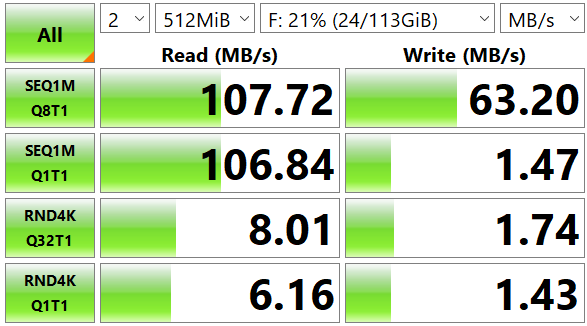 All 2 512MiB F: 21% (24/113GiB) MB/s
Read (MB/s) Write (MB/s)
SEQ1M
Q8T1 107.72 63.20
SEQ1M
Q1T1 106.84 1.47
RND4K
Q32T1 8.01 1.74
RND4K
Q1T1 6.16 1.43